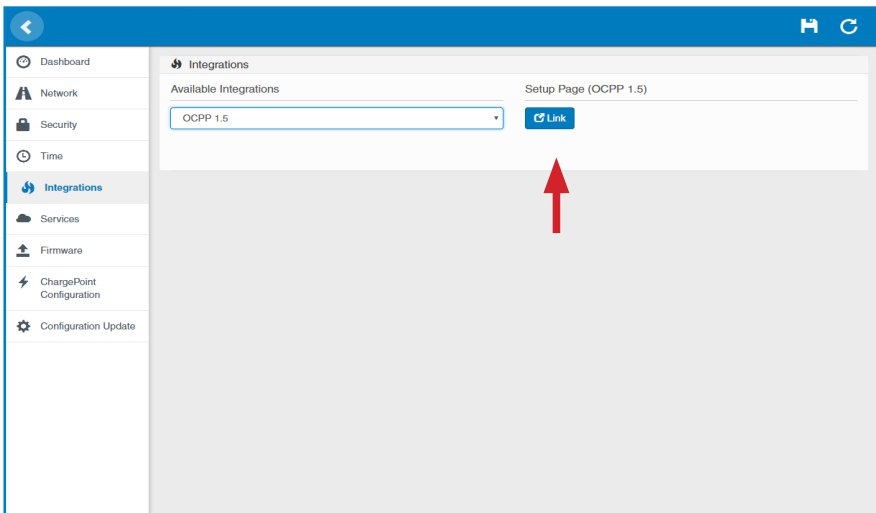 Dashboard
Network
Security
Time
Integrations
Services
Firmware
ChargePoint
Configuration
Configuration Update
Integrations
Available Integrations
OCPP 1.5
Setup Page (OCPP 1.5)
Link